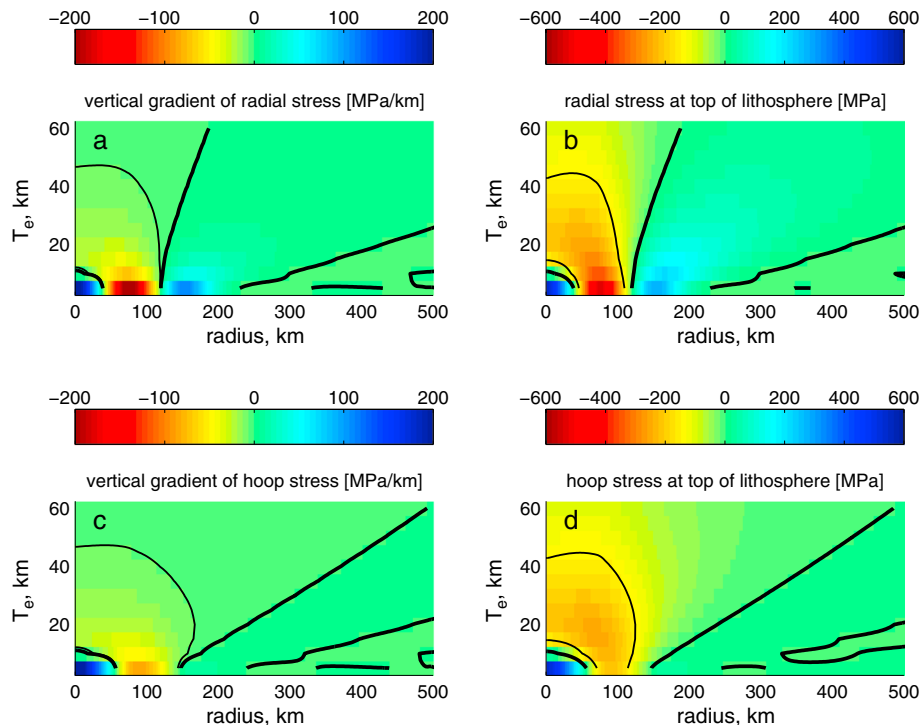 −200 −100 0 100 200
−600 −400 −200 0 200 400 600
vertical gradient of radial stress [MPa/km]
radial stress at top of lithosphere [MPa]
a
b
60
40
20
Te, km
60
40
20
Te, km
0 100 200 300 400 500
0 100 200 300 400 500
radius, km
radius, km
−200 −100 0 100 200
−600 −400 −200 0 200 400 600
vertical gradient of hoop stress [MPa/km]
hoop stress at top of lithosphere [MPa]
c
d
60
40
20
Te, km
60
40
20
Te, km
0 100 200 300 400 500
0 100 200 300 400 500
radius, km
radius, km